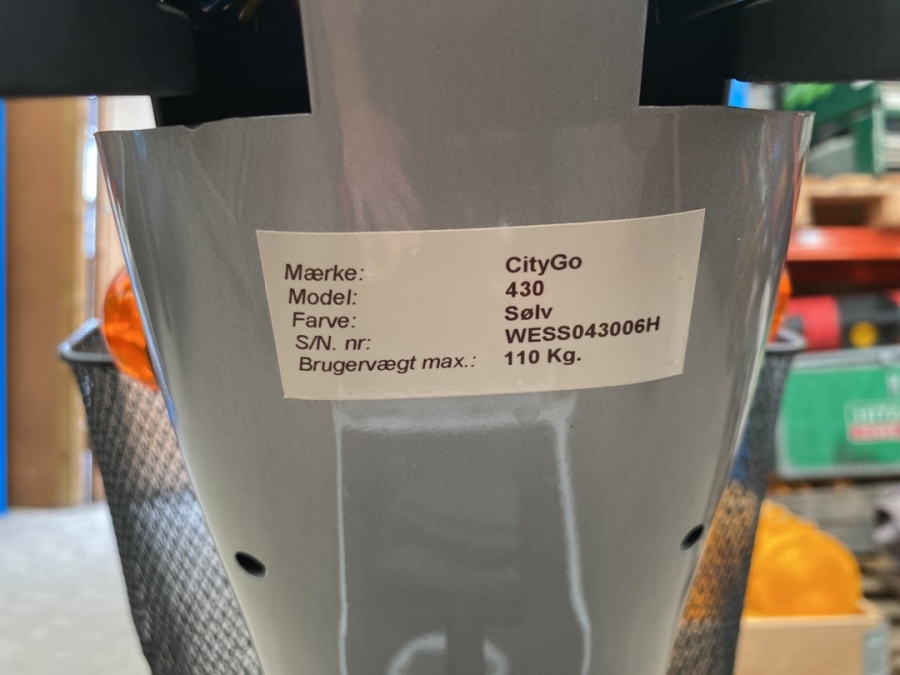 Mærke: CityGo
Model: 430
Farve: Sølv
S/N. nr: WESS043006H
Brugervægt max.: 110 Kg.